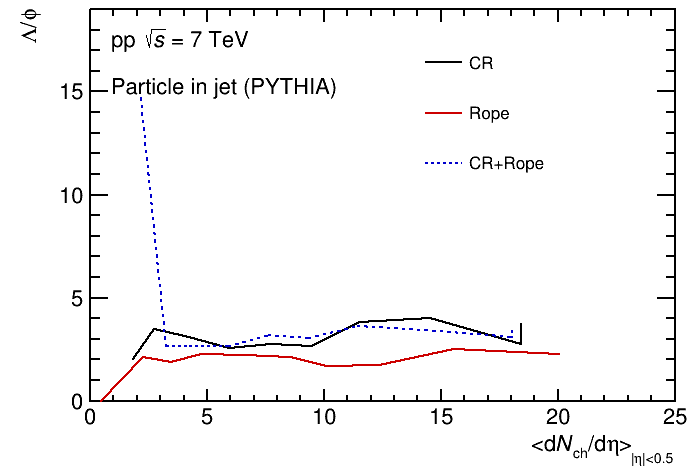 Λ/ϕ
pp √s = 7 TeV
Particle in jet (PYTHIA)
CR
Rope
CR+Rope
15
10
5
0
0 5 10 15 20 25
<dN_ch/dη>_|η|<0.5